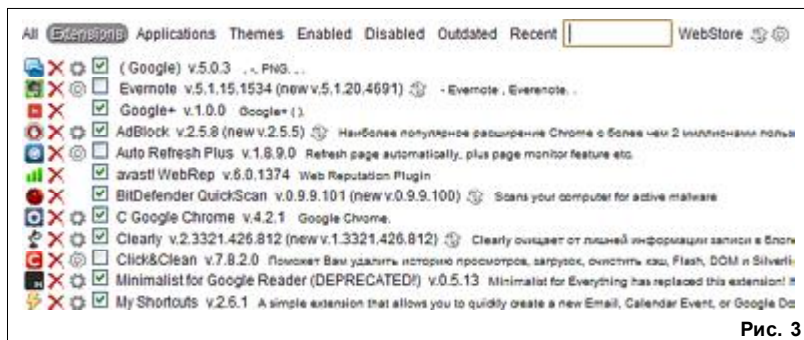 All Extensions Applications Themes Enabled Disabled Outdated Recent WebStore
( Google) v.5.0.3 . <. PNG. . .
Evernote v.5.1.15.1534 (new v.5.1.20.4691) - Evernote , Everenote. .
Google+ v.1.0.0 Google+ ( ).
AdBlock v.2.5.8 (new v.2.5.5) Наиболее популярное расширение Chrome с более чем 2 миллионами польз
Auto Refresh Plus v.1.8.9.0 Refresh page automatically, plus page monitor feature etc.
avast! WebRep v.6.0.1374 Web Reputation Plugin
BitDefender QuickScan v.0.9.9.101 (new v.0.9.9.100) Scans your computer for active malware
C Google Chrome v.4.2.1 Google Chrome.
Clearly v.2.3321.426.812 (new v.1.3321.426.812) Clearly очищает от лишней информации записи в блоге
Click&Clean v.7.8.2.0 Поможет Вам удалить историю просмотров, загрузок, очистить кэш, Flash, DOM и Silverli
Minimalist for Google Reader (DEPRECATED!) v.0.5.13 Minimalist for Everything has replaced this extension!
My Shortcuts v.2.6.1 A simple extension that allows you to quickly create a new Email, Calendar Event, or Google Do
Рис. 3